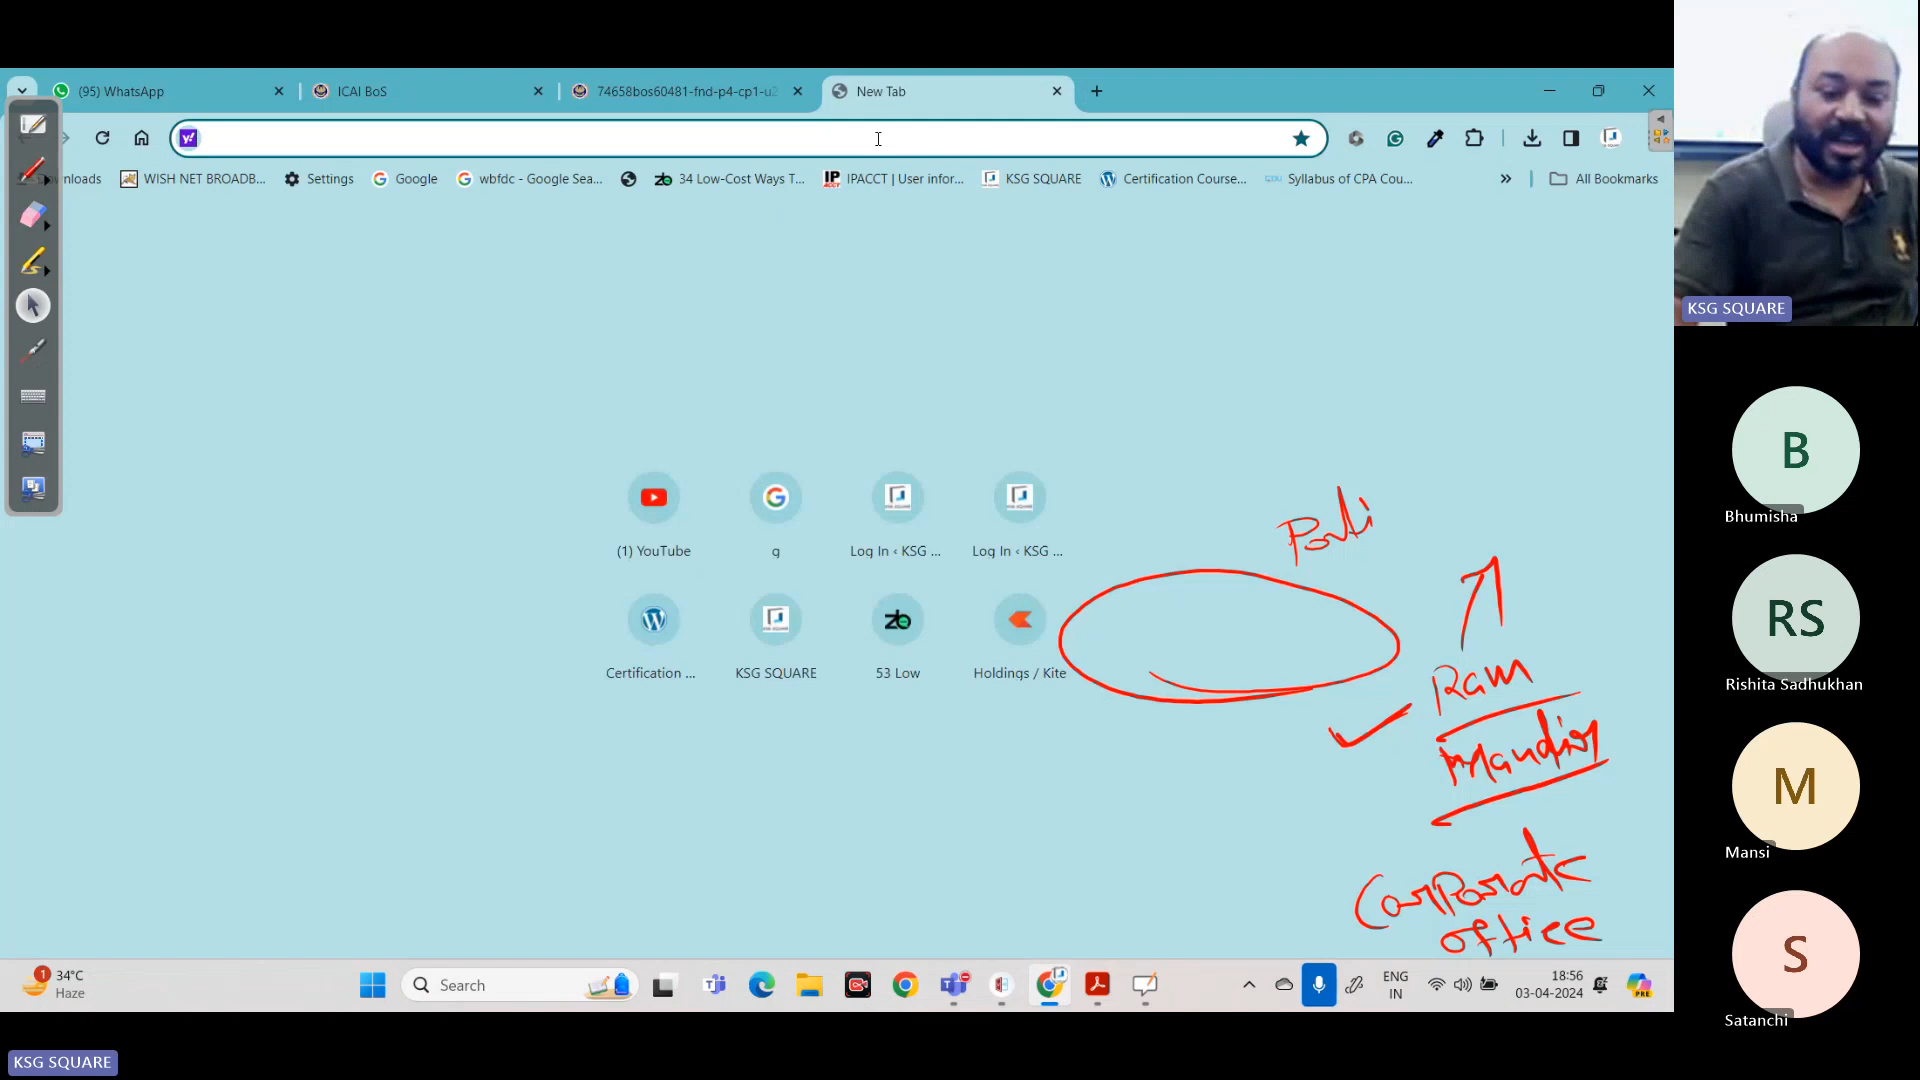 (95) WhatsApp
ICAI BoS
74658bos60481-fnd-p4-cp1-u2
New Tab
wnloads
WISH NET BROADB...
Settings
Google
wbfdc - Google Sea...
34 Low-Cost Ways T...
IPACCT | User infor...
KSG SQUARE
Certification Course...
Syllabus of CPA Cou...
All Bookmarks
KSG SQUARE
(1) YouTube
g
Log In ‹ KSG ...
Log In ‹ KSG ...
Certification ...
KSG SQUARE
53 Low
Holdings / Kite
Ram
Mandir
Corporate
office
B
Bhumisha
RS
Rishita Sadhukhan
M
Mansi
S
Satanchi
1
34°C
Haze
Search
ENG
IN
18:56
03-04-2024
KSG SQUARE